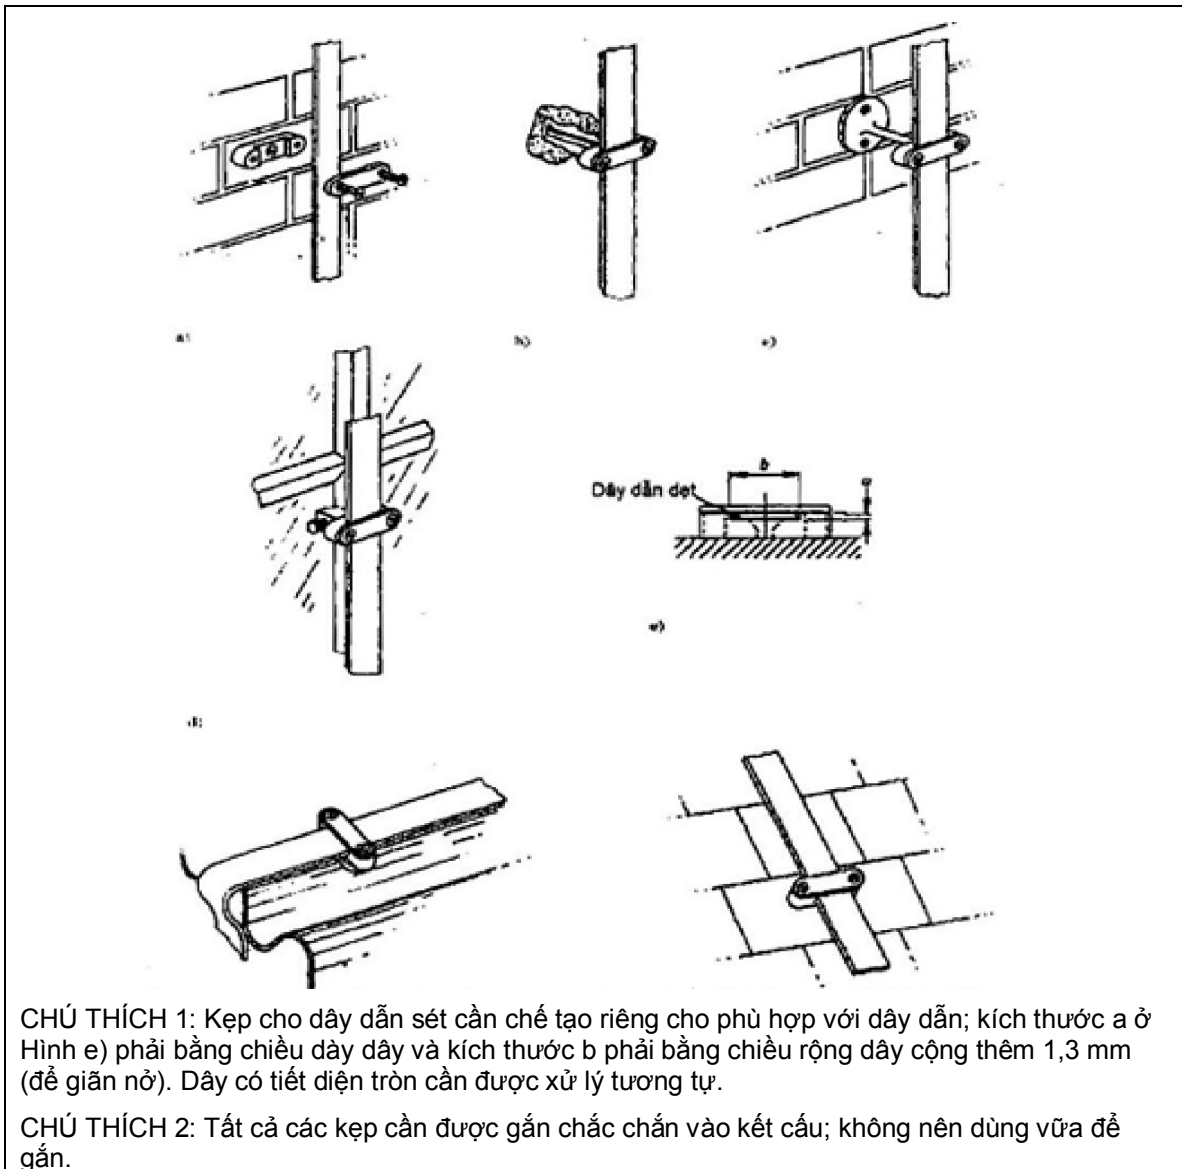 a)
b)
c)
b
Dây dẫn dẹt
a
e)
d)
CHÚ THÍCH 1: Kẹp cho dây dẫn sét cần chế tạo riêng cho phù hợp với dây dẫn; kích thước a ở
Hình e) phải bằng chiều dày dây và kích thước b phải bằng chiều rộng dây cộng thêm 1,3 mm
(để giãn nở). Dây có tiết diện tròn cần được xử lý tương tự.
CHÚ THÍCH 2: Tất cả các kẹp cần được gắn chắc chắn vào kết cấu; không nên dùng vữa để
gắn.